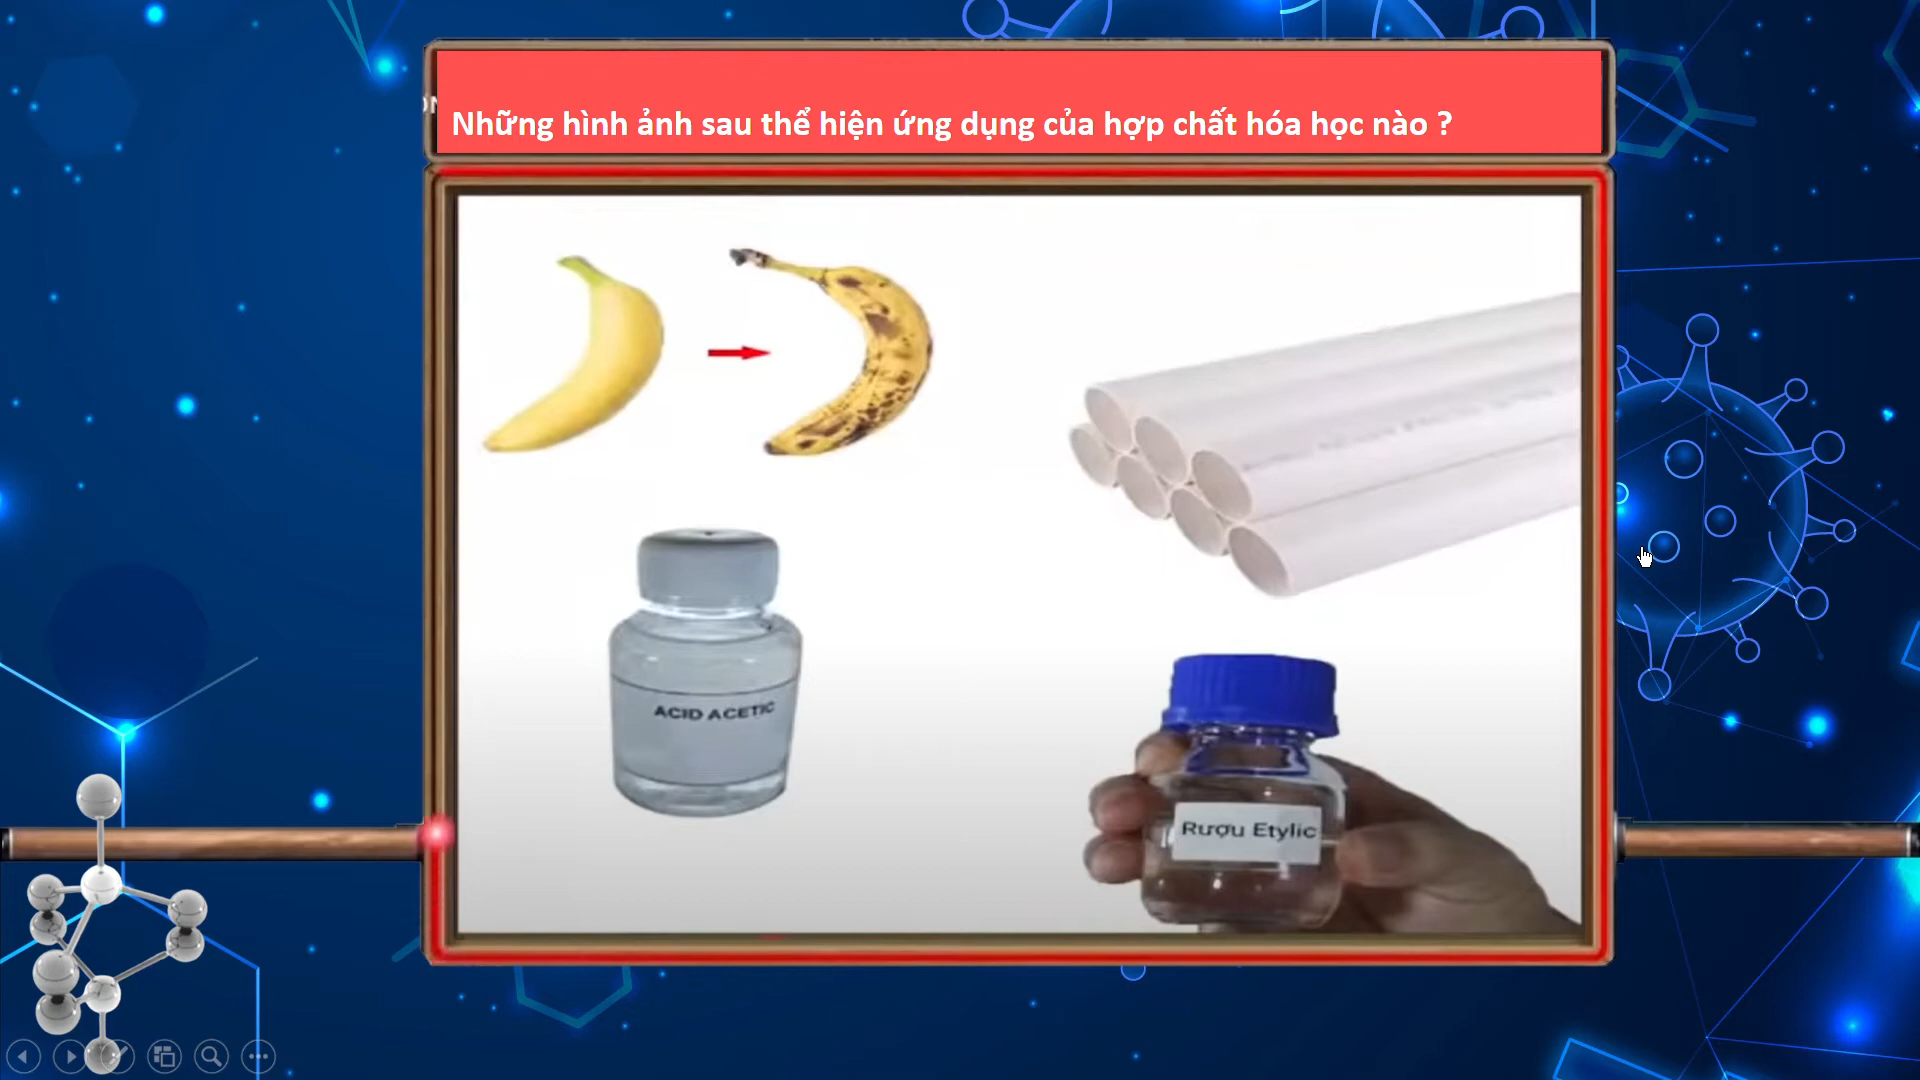 Những hình ảnh sau thể hiện ứng dụng của hợp chất hóa học nào ?
ACID ACETIC
Rượu Etylic